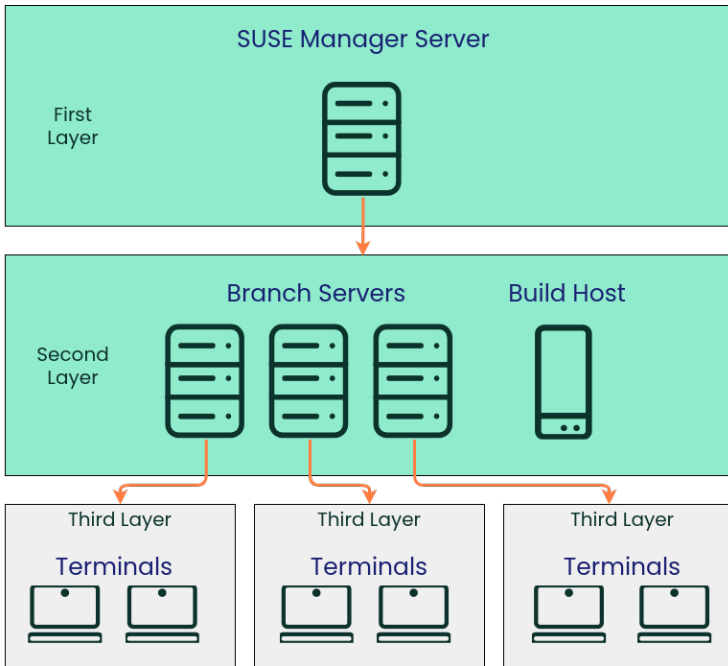 SUSE Manager Server
First
Layer
Branch Servers
Build Host
Second
Layer
Third Layer
Terminals
Third Layer
Terminals
Third Layer
Terminals